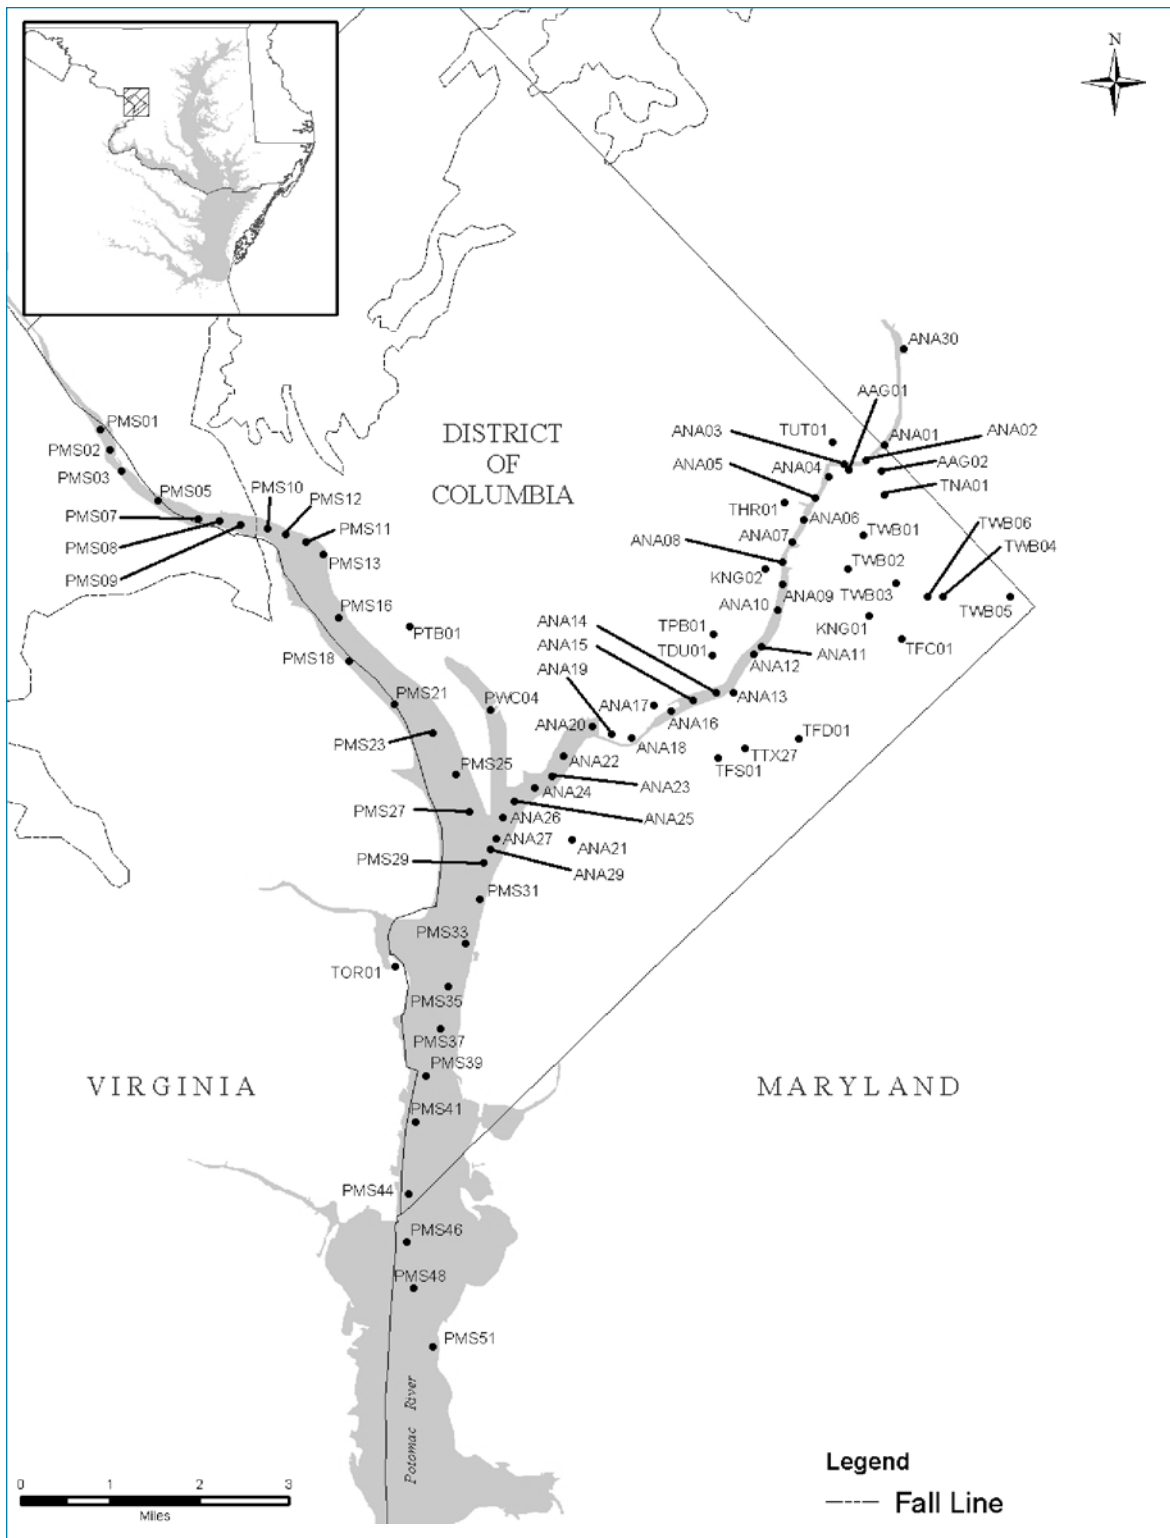 N
ANA30
AAG01
TUT01
ANA03
ANA01
ANA02
PMS01
DISTRICT
OF
COLUMBIA
PMS02
ANA05
ANA04
AAG02
PMS03
TNA01
PMS05
PMS10
PMS12
THR01
ANA06
TWB01
TWB06
PMS07
PMS11
ANA07
TWB04
PMS08
PMS13
ANA08
TWB02
PMS09
KNG02
ANA09
TWB03
TWB05
PMS16
ANA10
KNG01
PTB01
ANA14
TPB01
TFC01
ANA15
TDU01
ANA11
PMS18
ANA19
ANA12
PMS21
PWC04
ANA17
ANA13
ANA20
ANA16
PMS23
ANA18
TFD01
ANA22
TTX27
TFS01
PMS25
ANA23
ANA24
PMS27
ANA26
ANA25
ANA27
ANA21
PMS29
ANA29
PMS31
PMS33
TOR01
PMS35
PMS37
PMS39
VIRGINIA
MARYLAND
PMS41
PMS44
PMS46
PMS48
PMS51
Potomac River
Legend
0 1 2 3
Fall Line
Miles